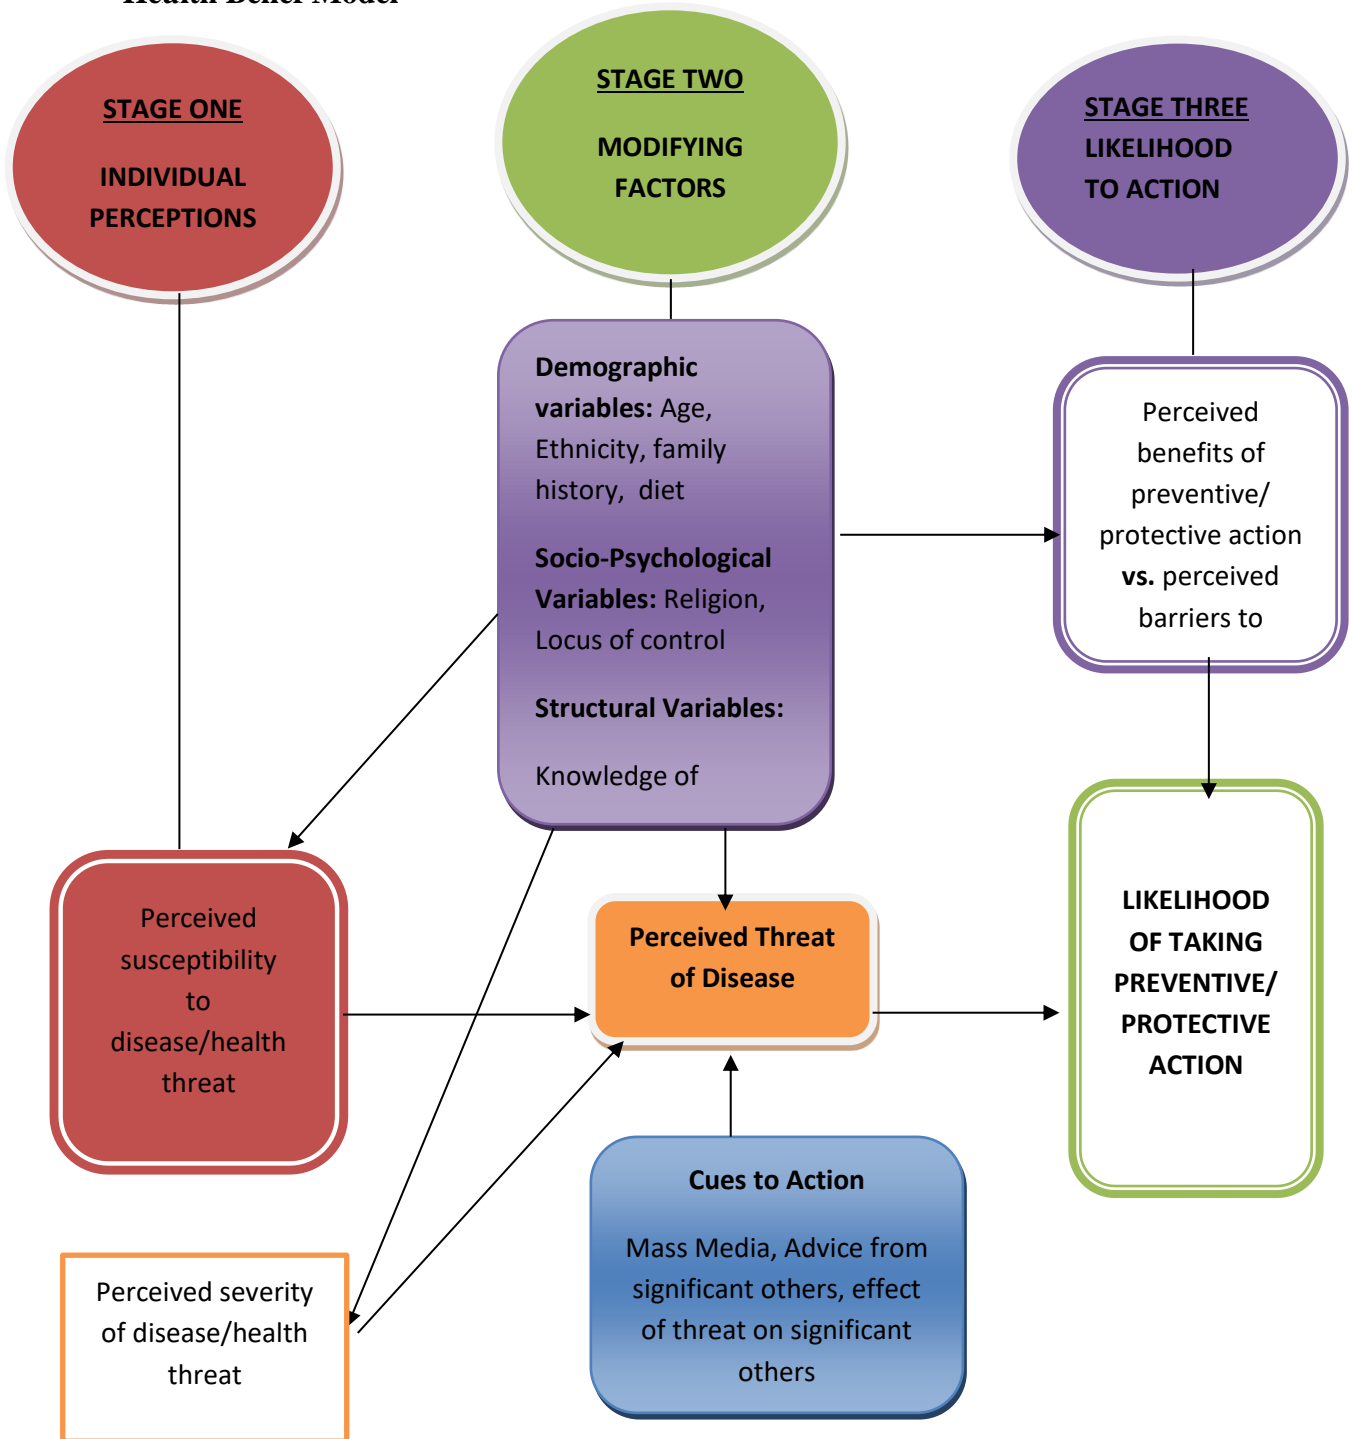 Health Belief Model
STAGE ONE
INDIVIDUAL
PERCEPTIONS
STAGE TWO
MODIFYING
FACTORS
STAGE THREE
LIKELIHOOD
TO ACTION
Demographic
variables: Age,
Ethnicity, family
history, diet
Socio-Psychological
Variables: Religion,
Locus of control
Structural Variables:
Knowledge of
Perceived
benefits of
preventive/
protective action
vs. perceived
barriers to
Perceived
susceptibility
to
disease/health
threat
Perceived Threat
of Disease
LIKELIHOOD
OF TAKING
PREVENTIVE/
PROTECTIVE
ACTION
Cues to Action
Mass Media, Advice from
significant others, effect
of threat on significant
others
Perceived severity
of disease/health
threat